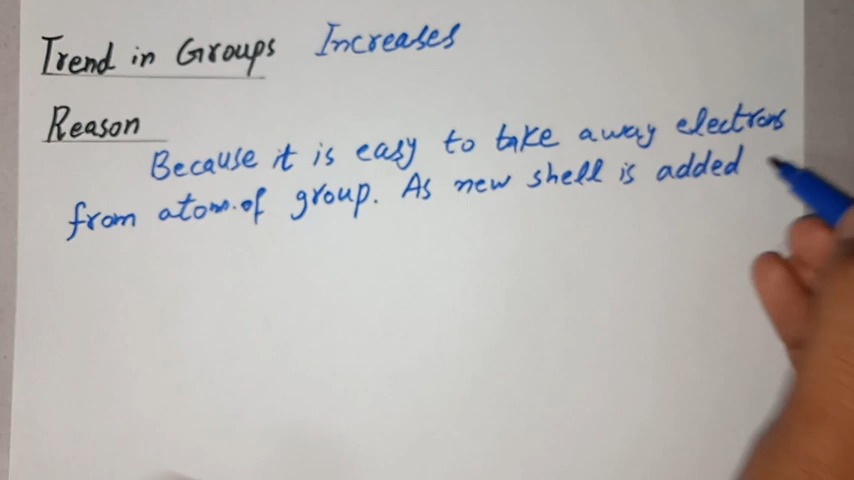 Trend in Groups Increases
Reason
Because it is easy to take away electrons
from atom of group. As new shell is added